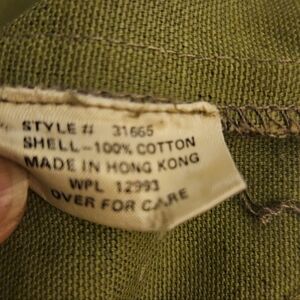 STYLE # 31665
SHELL-100% COTTON
MADE IN HONG KONG
WPL 12993
OVER FOR CARE